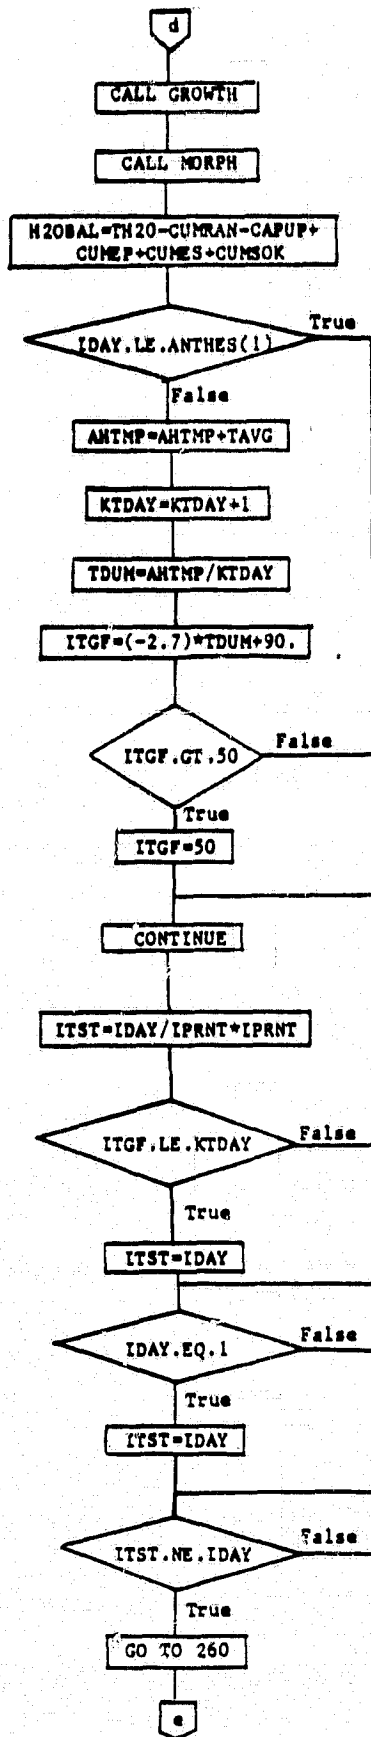 d
CALL GROWTH
CALL MORPH
H2OBAL=TH2O-CUMRAN-CAPUP+
CUMEP+CUMES+CUMSOK
IDAY.LE.ANTHES(1)
True
False
AHTMP=AHTMP+TAVG
KTDAY=KTDAY+1
TDUM=AHTMP/KTDAY
ITGF=(-2.7)*TDUM+90.
ITGF.GT.50
False
True
ITGF=50
CONTINUE
ITST=IDAY/IPRNT*IPRNT
ITGF.LE.KTDAY
False
True
ITST=IDAY
IDAY.EQ.1
False
True
ITST=IDAY
ITST.NE.IDAY
False
True
GO TO 260
e